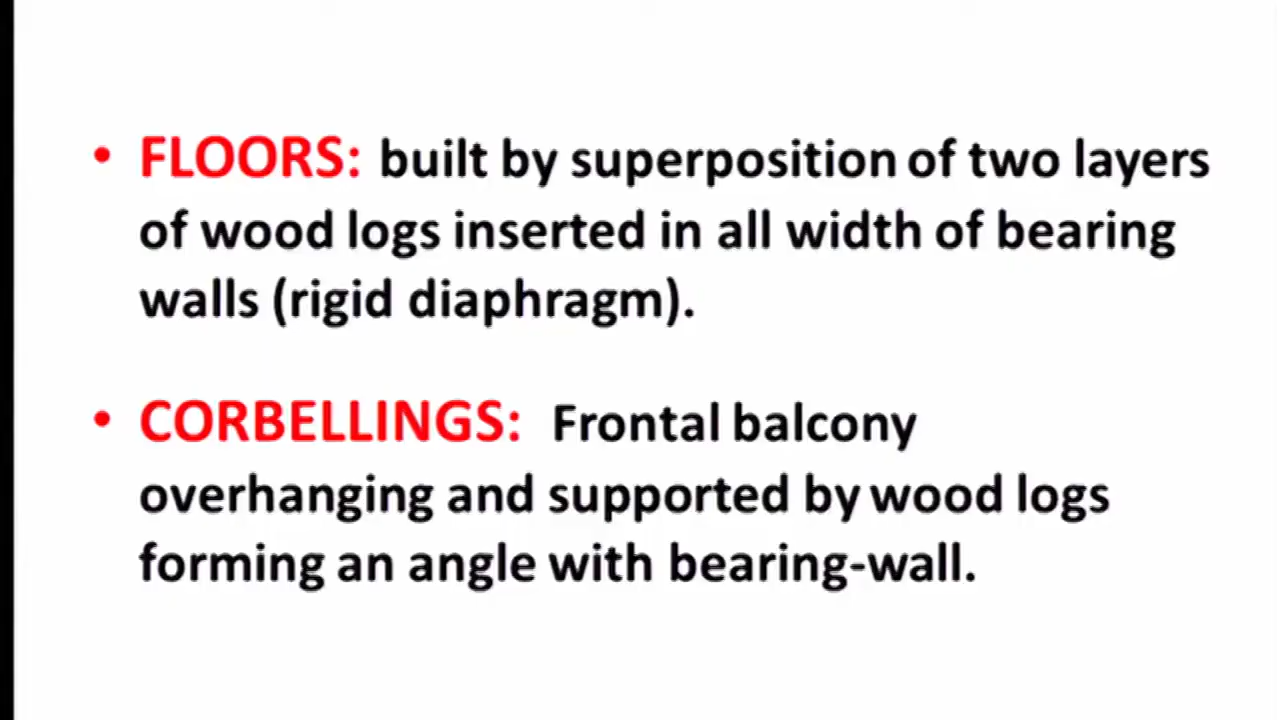 • FLOORS: built by superposition of two layers
of wood logs inserted in all width of bearing
walls (rigid diaphragm).
• CORBELLINGS: Frontal balcony
overhanging and supported by wood logs
forming an angle with bearing-wall.